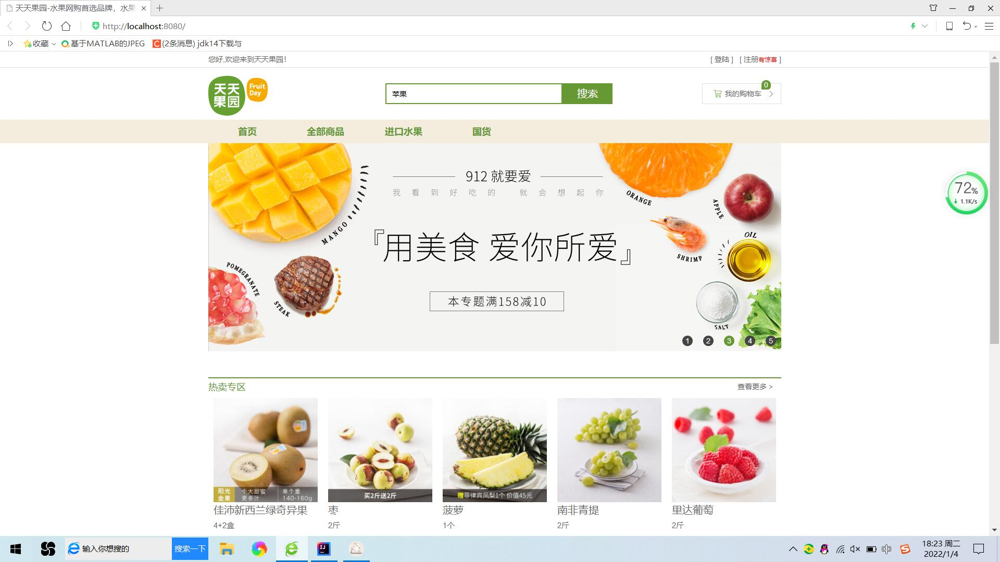 天天果园-水果网购首选品牌，水果
http://localhost:8080/
收藏
基于MATLAB的JPEG
(2条消息) jdk14下载与
您好,欢迎来到天天果园!
[ 登陆 ] [ 注册有惊喜 ]
天天果园
Fruit Day
苹果
搜索
0
我的购物车
首页
全部商品
进口水果
国货
912 就要爱
我看到好吃的 就会想起你
『用美食 爱你所爱』
本专题满158减10
MANGO
POMEGRANATE
STEAK
ORANGE
APPLE
SHRIMP
OIL
SALT
1 2 3 4 5
72%
1.1K/s
热卖专区
查看更多 >
阳光金果
个大甜蜜
更多汁
单个重
140-160g
买2斤送2斤
赠菲律宾凤梨1个 价值45元
佳沛新西兰绿奇异果
枣
菠萝
南非青提
里达葡萄
4+2盒
2斤
1个
2斤
2斤
输入你想搜的
搜索一下
IJ
中
18:23 周二
2022/1/4